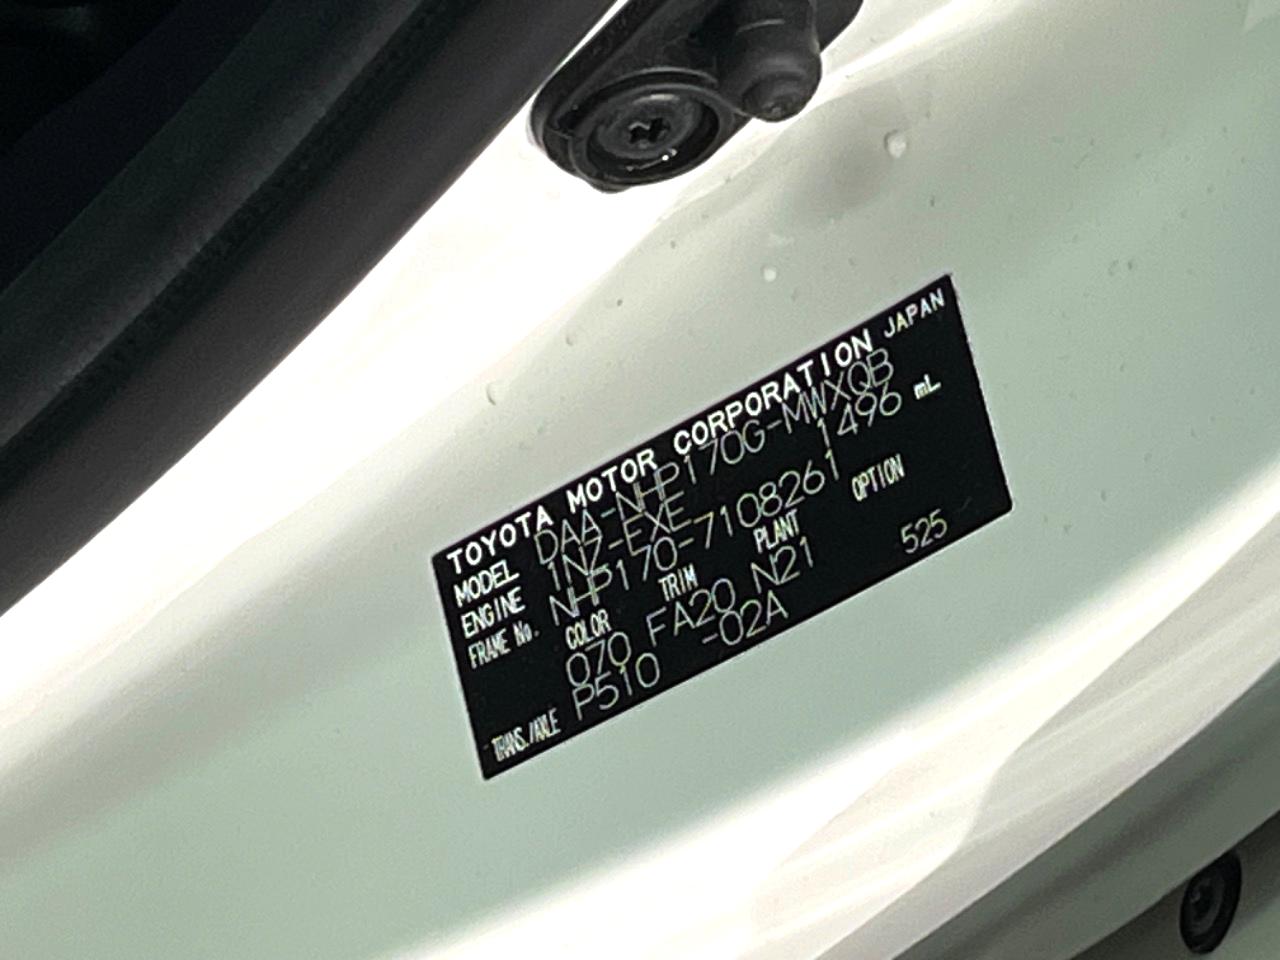 TOYOTA MOTOR CORPORATION JAPAN
MODEL DAA-NHP170G-MWXQB
ENGINE 1NZ-EXE 1496 mL
FRAME No. NHP170-7108261
COLOR TRIM PLANT OPTION
070 FA20 N21 525
TRANS./AXLE P510 -02A